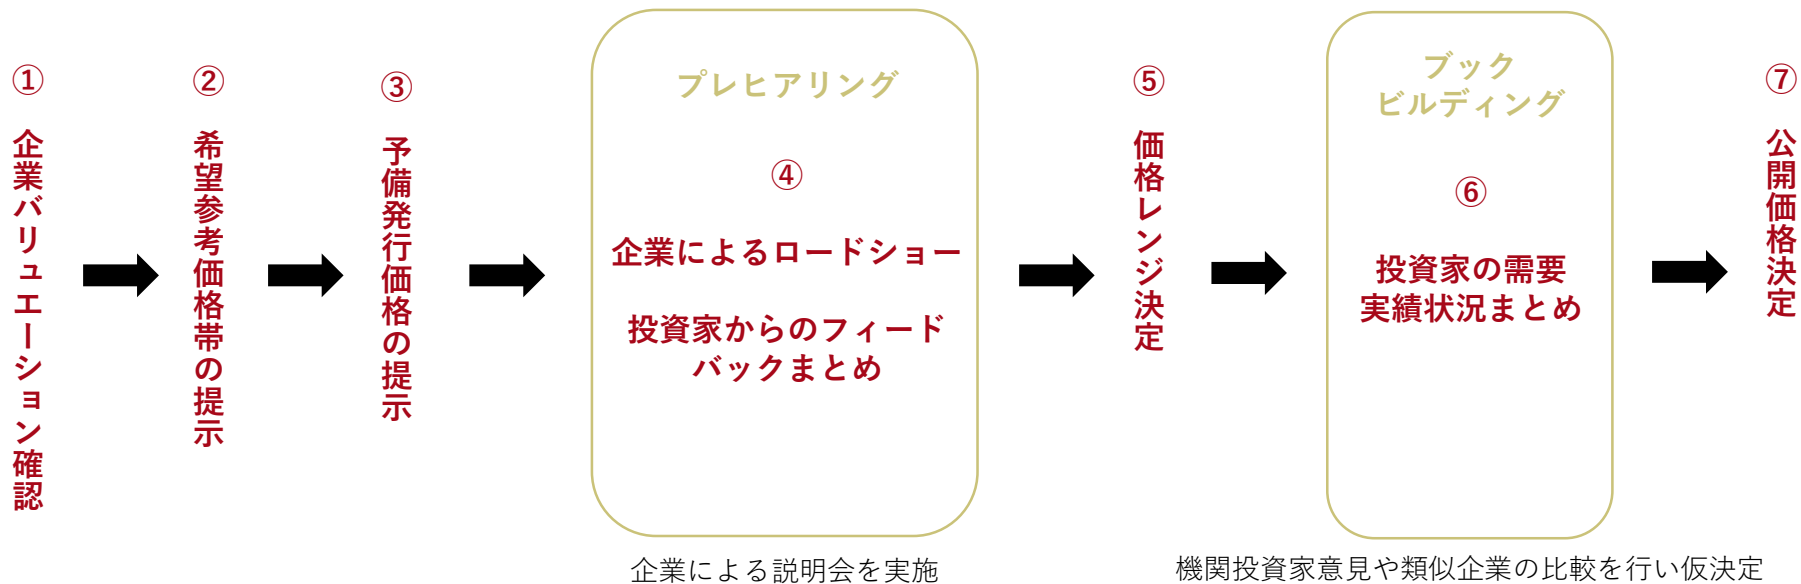 ①
企業バリュエーション確認
②
希望参考価格帯の提示
③
予備発行価格の提示
プレヒアリング
④
企業によるロードショー
投資家からのフィード
バックまとめ
企業による説明会を実施
⑤
価格レンジ決定
ブック
ビルディング
⑥
投資家の需要
実績状況まとめ
機関投資家意見や類似企業の比較を行い仮決定
⑦
公開価格決定